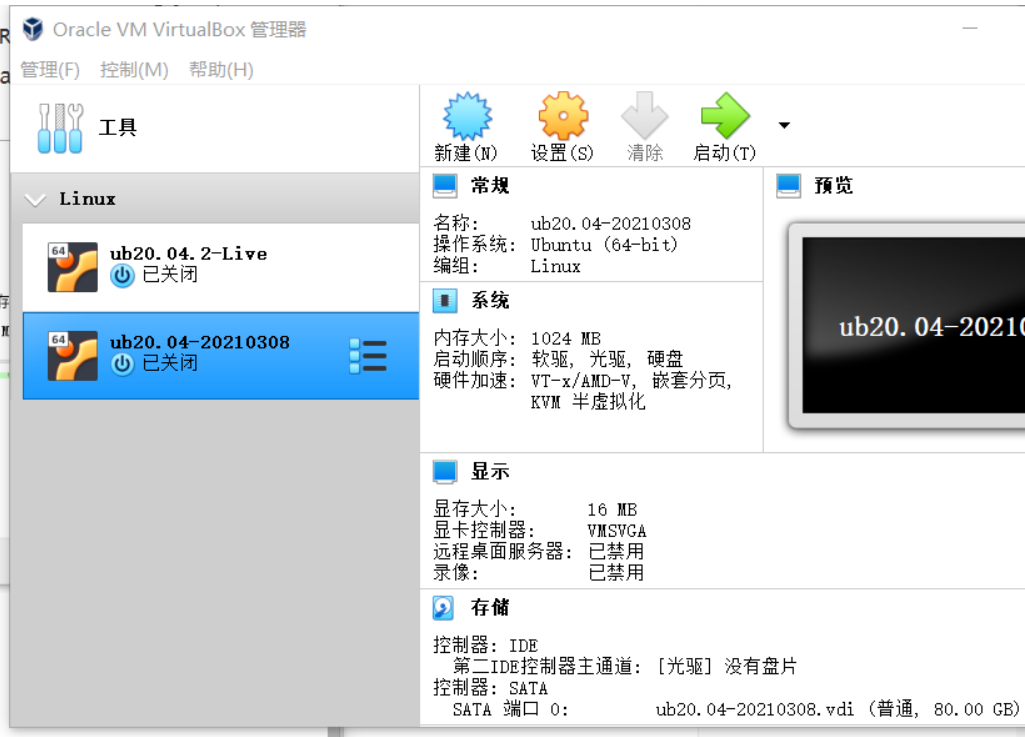 Oracle VM VirtualBox 管理器
管理(F) 控制(M) 帮助(H)
工具
新建(N) 设置(S) 清除 启动(T)
Linux
64
ub20.04.2-Live
已关闭
64
ub20.04-20210308
已关闭
常规
名称: ub20.04-20210308
操作系统: Ubuntu (64-bit)
编组: Linux
系统
内存大小: 1024 MB
启动顺序: 软驱, 光驱, 硬盘
硬件加速: VT-x/AMD-V, 嵌套分页,
KVM 半虚拟化
预览
ub20.04-20210
显示
显存大小: 16 MB
显卡控制器: VMSVGA
远程桌面服务器: 已禁用
录像: 已禁用
存储
控制器: IDE
第二IDE控制器主通道: [光驱] 没有盘片
控制器: SATA
SATA 端口 0: ub20.04-20210308.vdi (普通, 80.00 GB)